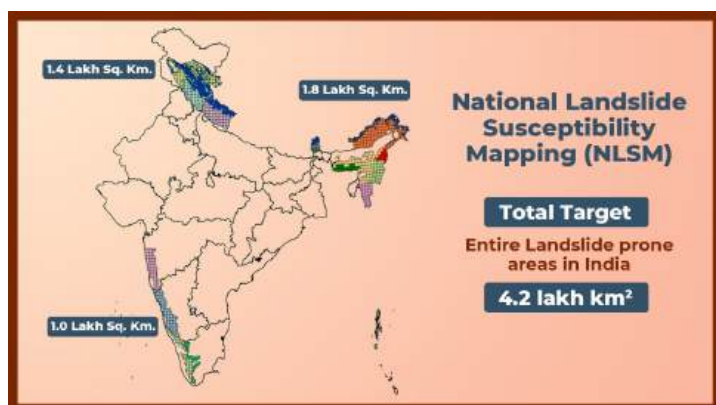 1.4 Lakh Sq. Km.
1.8 Lakh Sq. Km.
National Landslide
Susceptibility
Mapping (NLSM)
Total Target
Entire Landslide prone
areas in India
4.2 lakh km²
1.0 Lakh Sq. Km.